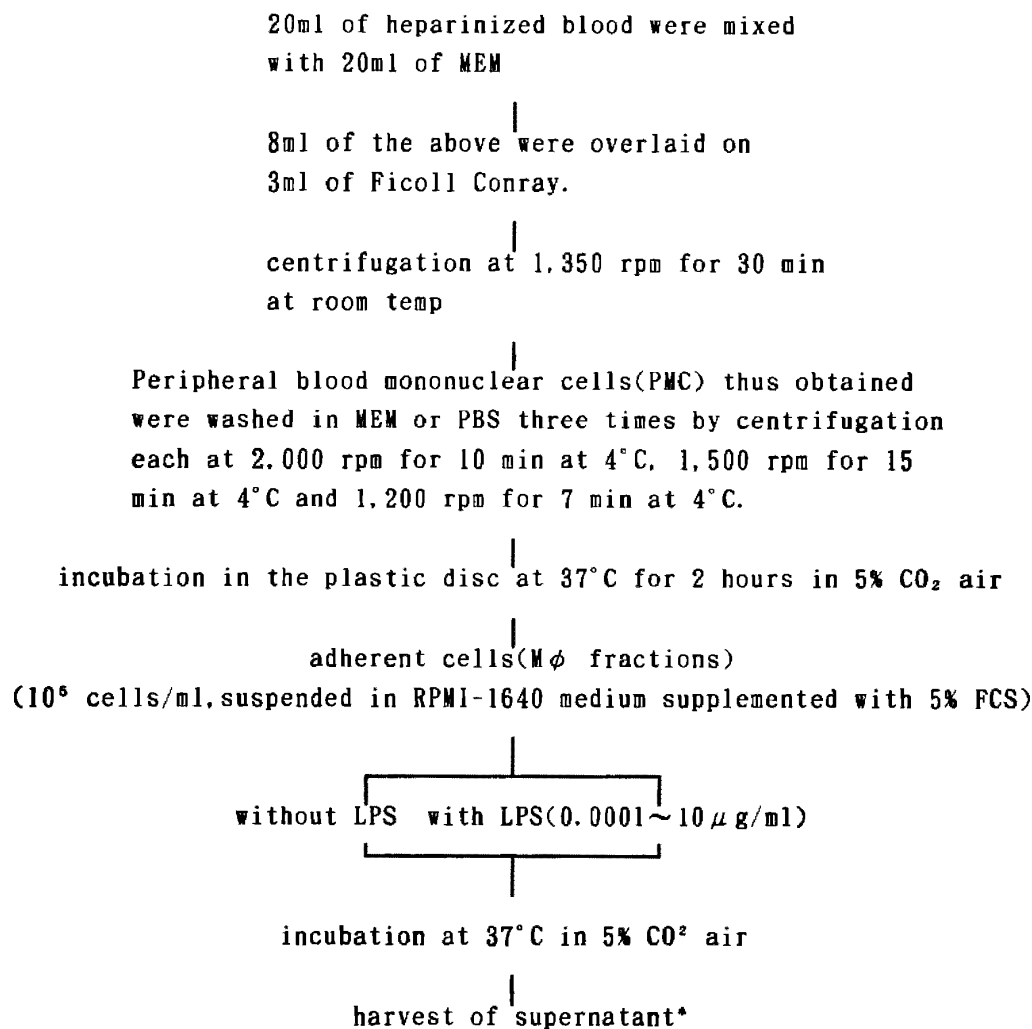 20ml of heparinized blood were mixed
with 20ml of MEM
8ml of the above were overlaid on
3ml of Ficoll Conray.
centrifugation at 1,350 rpm for 30 min
at room temp
Peripheral blood mononuclear cells(PMC) thus obtained
were washed in MEM or PBS three times by centrifugation
each at 2,000 rpm for 10 min at 4°C, 1,500 rpm for 15
min at 4°C and 1,200 rpm for 7 min at 4°C.
incubation in the plastic disc at 37°C for 2 hours in 5% CO₂ air
adherent cells(Mφ fractions)
(10⁵ cells/ml,suspended in RPMI-1640 medium supplemented with 5% FCS)
without LPS with LPS(0.0001~10μg/ml)
incubation at 37°C in 5% CO² air
harvest of supernatant*